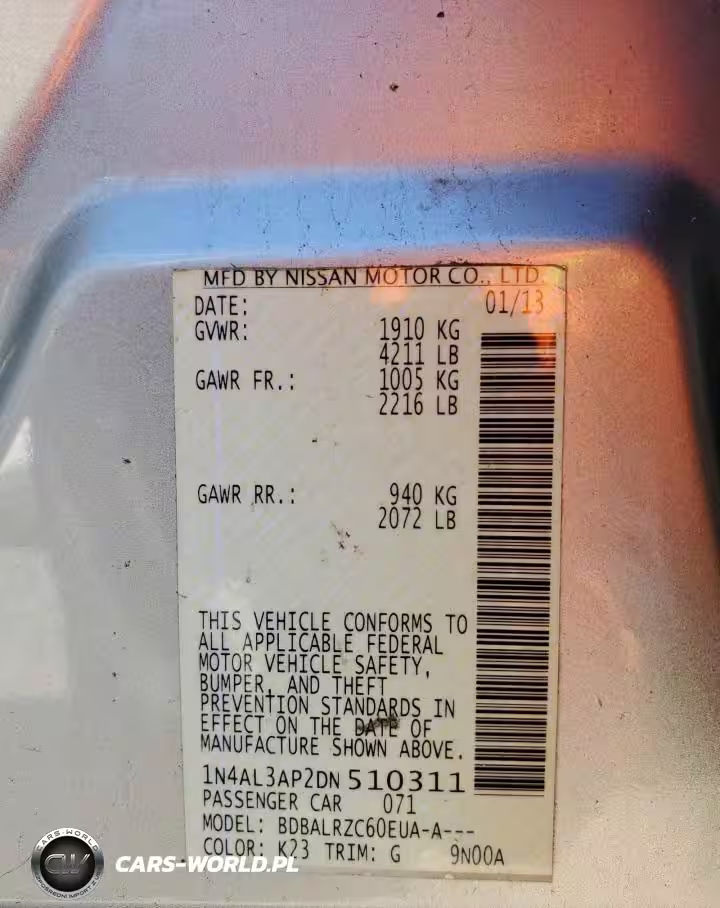 MFD BY NISSAN MOTOR CO., LTD.
DATE: 01/13
GVWR: 1910 KG
4211 LB
GAWR FR.: 1005 KG
2216 LB
GAWR RR.: 940 KG
2072 LB
THIS VEHICLE CONFORMS TO
ALL APPLICABLE FEDERAL
MOTOR VEHICLE SAFETY,
BUMPER, AND THEFT
PREVENTION STANDARDS IN
EFFECT ON THE DATE OF
MANUFACTURE SHOWN ABOVE.
1N4AL3AP2DN510311
PASSENGER CAR 071
MODEL: BDBALRZC60EUA-A---
COLOR: K23 TRIM: G 9N00A
CARS-WORLD
CW
CARS-WORLD.PL